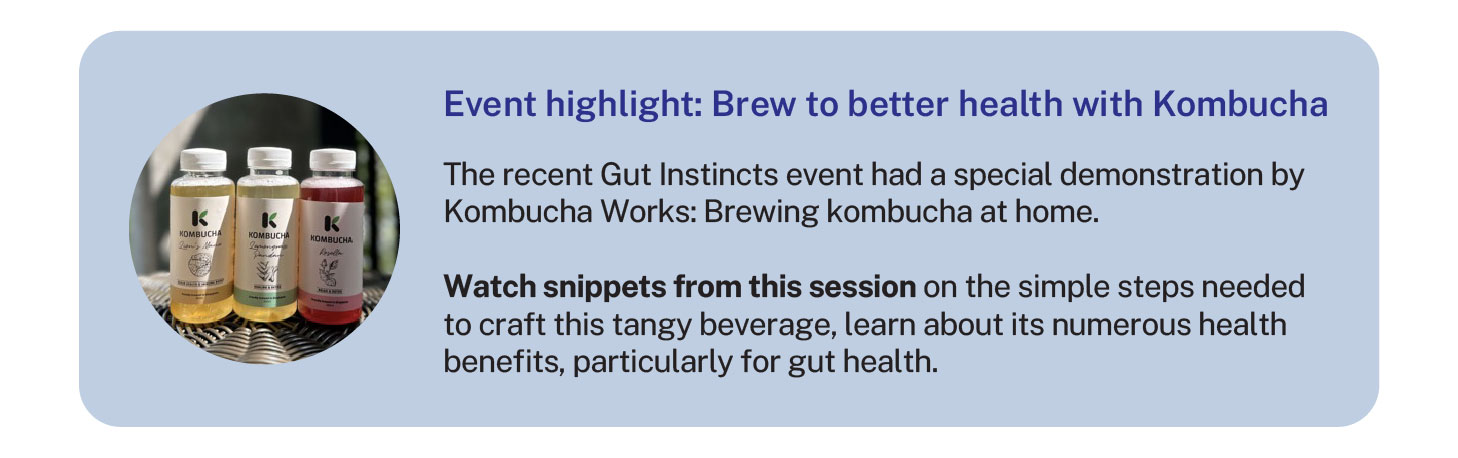 Event highlight: Brew to better health with Kombucha
The recent Gut Instincts event had a special demonstration by
Kombucha Works: Brewing kombucha at home.
Watch snippets from this session on the simple steps needed
to craft this tangy beverage, learn about its numerous health
benefits, particularly for gut health.
K
KOMBUCHA
K
KOMBUCHA
Lemongrass
Pandan
K
KOMBUCHA
Rosella